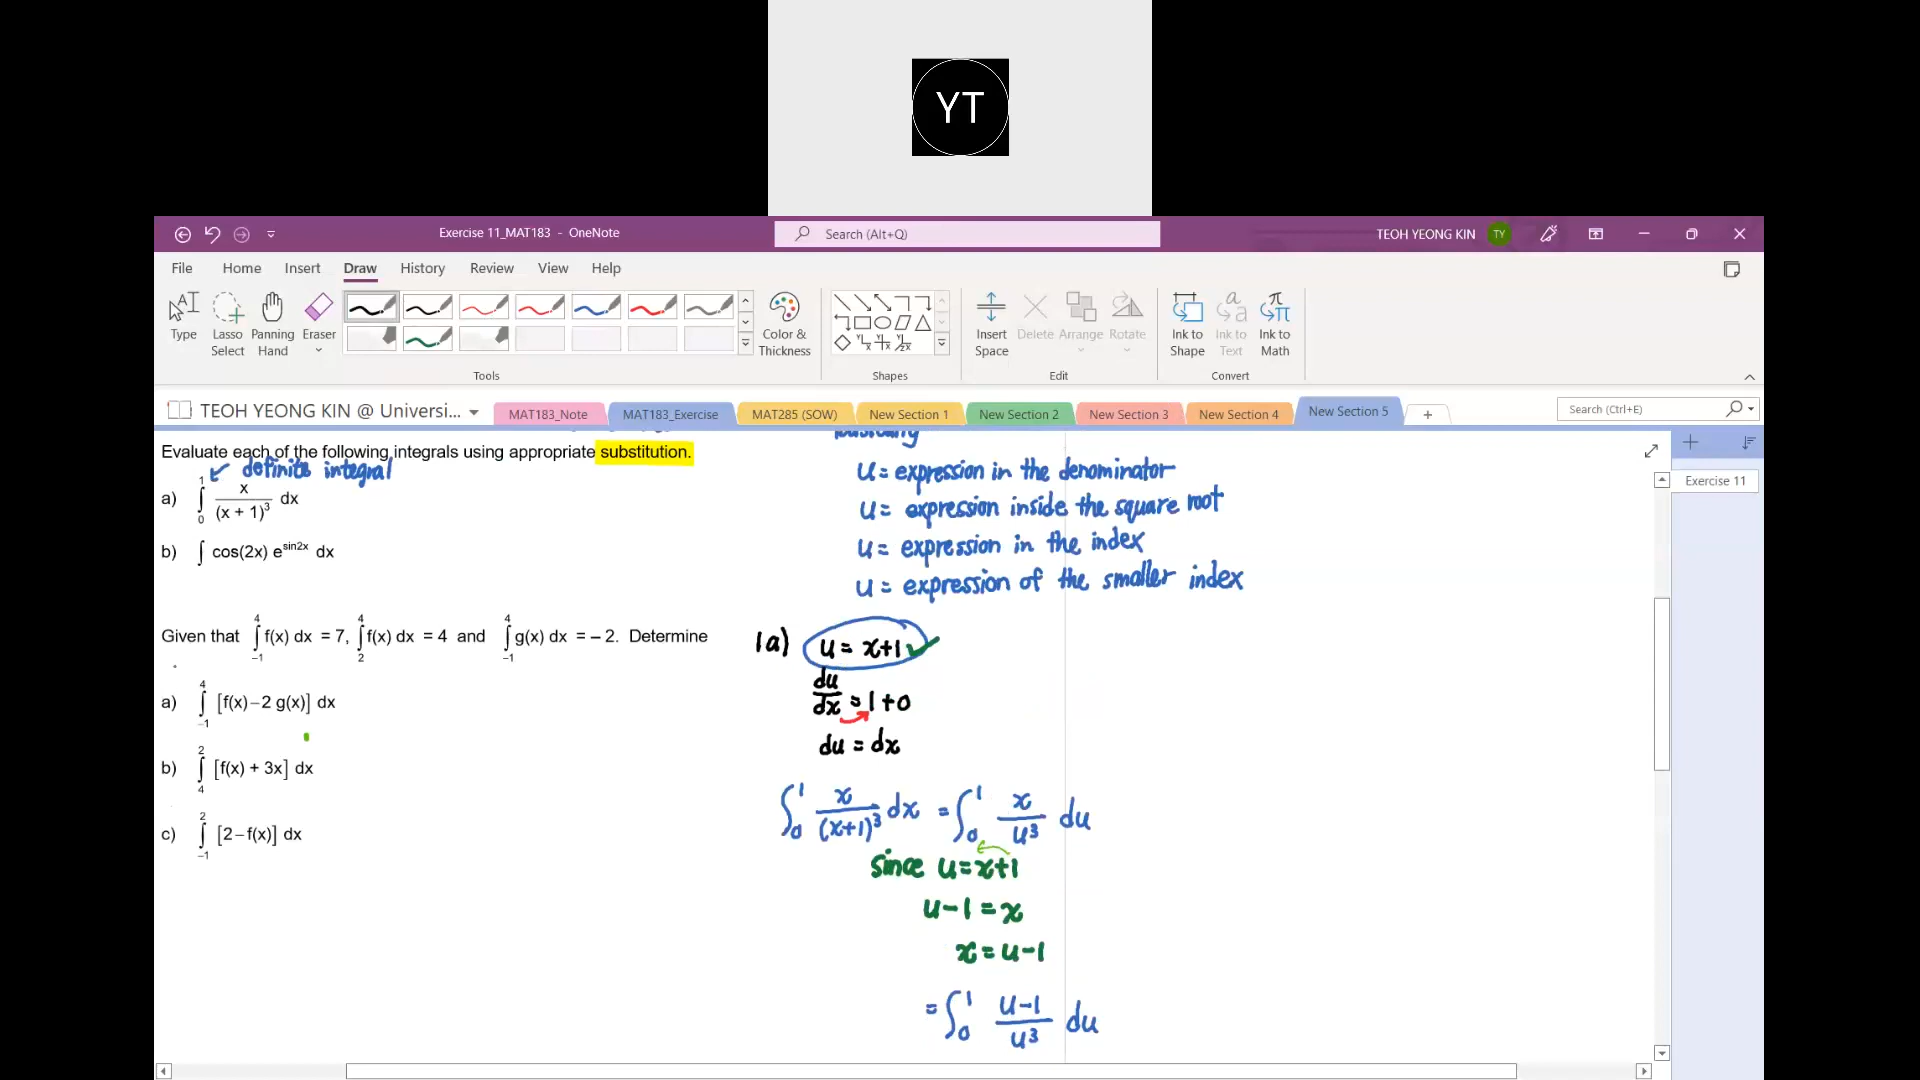 YT
Exercise 11_MAT183 - OneNote
Search (Alt+Q)
TEOH YEONG KIN
TY
File Home Insert Draw History Review View Help
Type
Lasso Select
Panning Hand
Eraser
Color & Thickness
Insert Space
Delete
Arrange
Rotate
Ink to Shape
Ink to Text
Ink to Math
Tools
Shapes
Edit
Convert
TEOH YEONG KIN @ Universi...
MAT183_Note
MAT183_Exercise
MAT285 (SOW)
New Section 1
New Section 2
New Section 3
New Section 4
New Section 5
+
Search (Ctrl+E)
Exercise 11
Evaluate each of the following integrals using appropriate substitution.
definite integral
a) ∫₀¹ x/(x + 1)³ dx
b) ∫ cos(2x) e^sin2x dx
Given that ∫₋₁⁴ f(x) dx = 7, ∫₂⁴ f(x) dx = 4 and ∫₋₁⁴ g(x) dx = – 2. Determine
a) ∫₋₁⁴ [f(x) – 2 g(x)] dx
b) ∫₄² [f(x) + 3x] dx
c) ∫₋₁² [2 – f(x)] dx
basically
u = expression in the denominator
u = expression inside the square root
u = expression in the index
u = expression of the smaller index
1a) u = x+1
du/dx = 1+0
du = dx
∫₀¹ x/(x+1)³ dx = ∫₀¹ x/u³ du
since u = x+1
u-1 = x
x = u-1
= ∫₀¹ u-1/u³ du